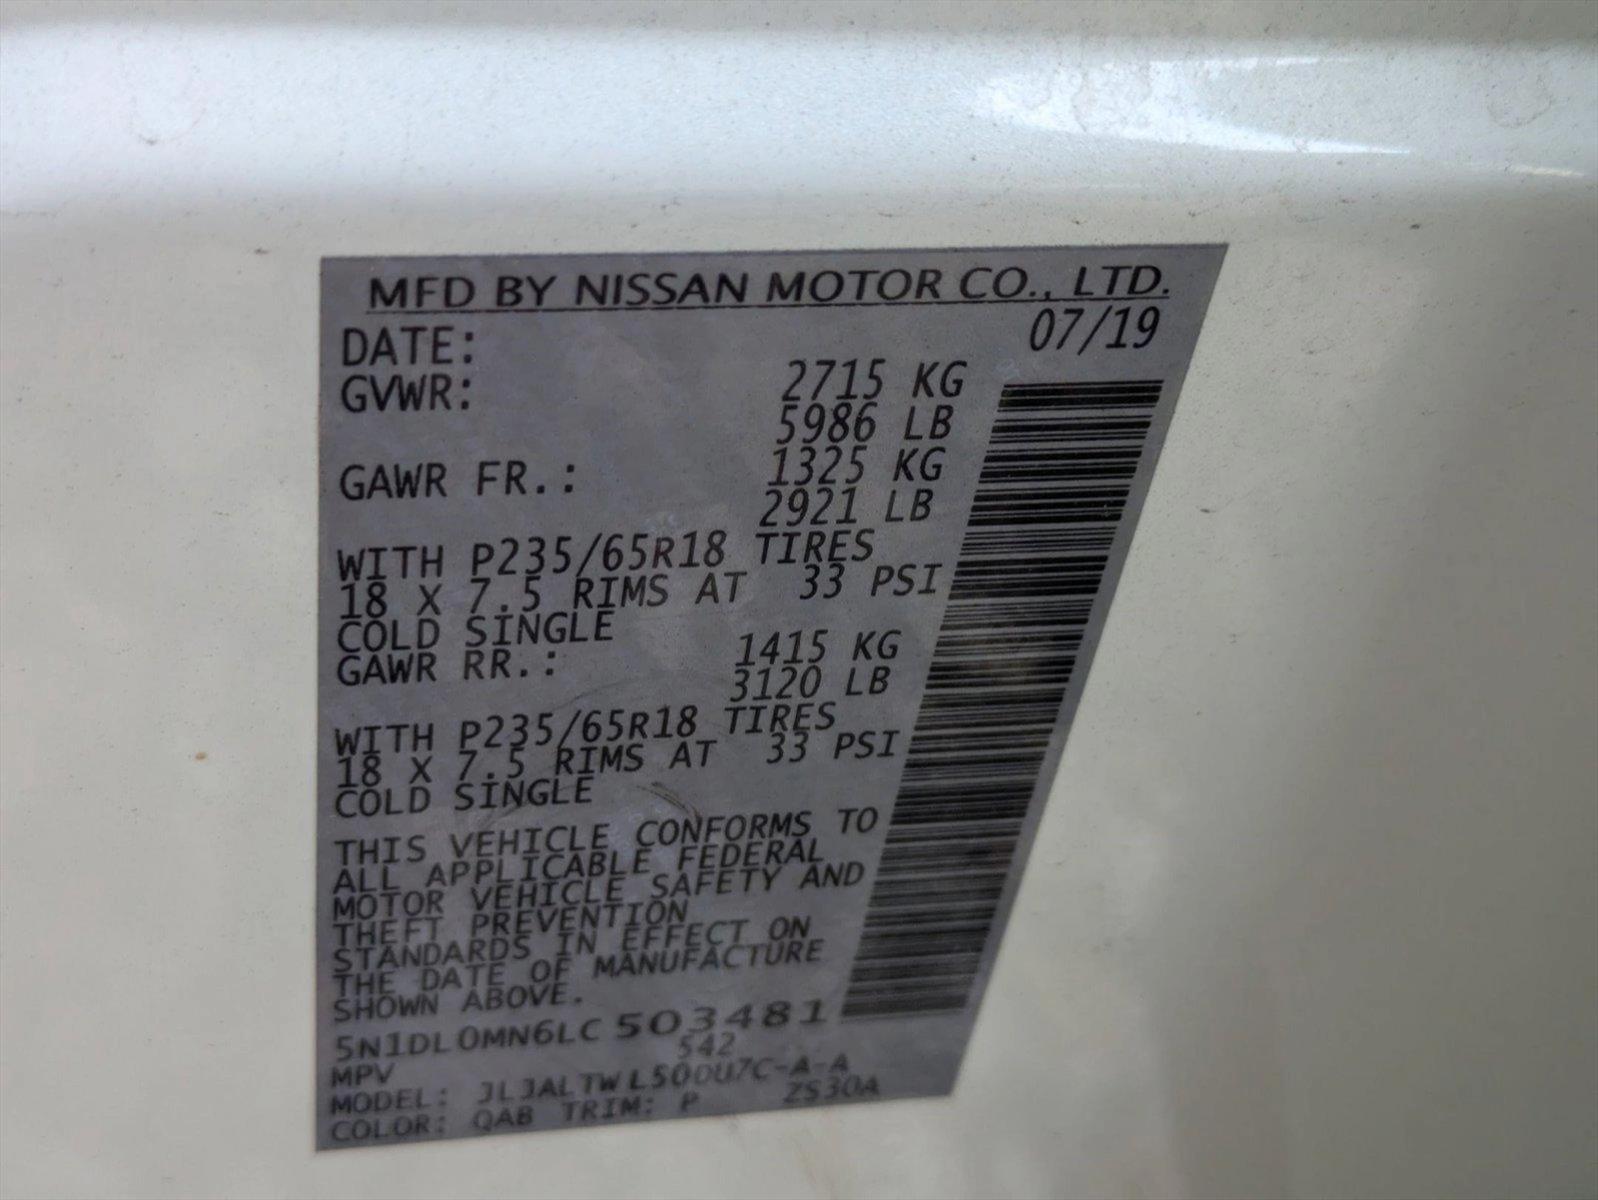 MFD BY NISSAN MOTOR CO., LTD.
DATE: 07/19
GVWR: 2715 KG
5986 LB
GAWR FR.: 1325 KG
2921 LB
WITH P235/65R18 TIRES
18 X 7.5 RIMS AT 33 PSI
COLD SINGLE
GAWR RR.: 1415 KG
3120 LB
WITH P235/65R18 TIRES
18 X 7.5 RIMS AT 33 PSI
COLD SINGLE
THIS VEHICLE CONFORMS TO
ALL APPLICABLE FEDERAL
MOTOR VEHICLE SAFETY AND
THEFT PREVENTION
STANDARDS IN EFFECT ON
THE DATE OF MANUFACTURE
SHOWN ABOVE.
5N1DL0MN6LC503481
MPV 542
MODEL: JLJALTWL50DU7C-A-A
COLOR: QAB TRIM: P ZS30A